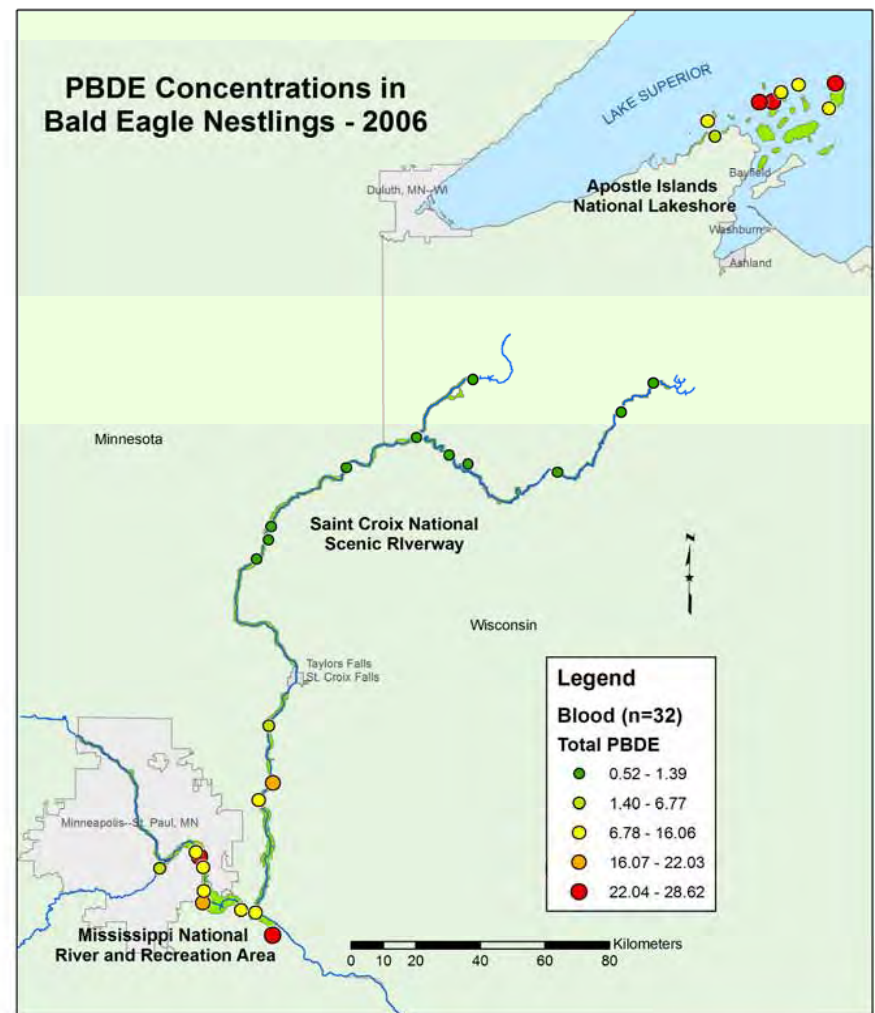 PBDE Concentrations in
Bald Eagle Nestlings - 2006
LAKE SUPERIOR
Duluth, MN--WI
Bayfield
Apostle Islands
National Lakeshore
Washburn
Ashland
Minnesota
Saint Croix National
Scenic RIverway
N
Wisconsin
Taylors Falls
St. Croix Falls
Legend
Blood (n=32)
Total PBDE
0.52 - 1.39
1.40 - 6.77
6.78 - 16.06
16.07 - 22.03
22.04 - 28.62
Minneapolis--St. Paul, MN
Mississippi National
River and Recreation Area
Kilometers
0 10 20 40 60 80